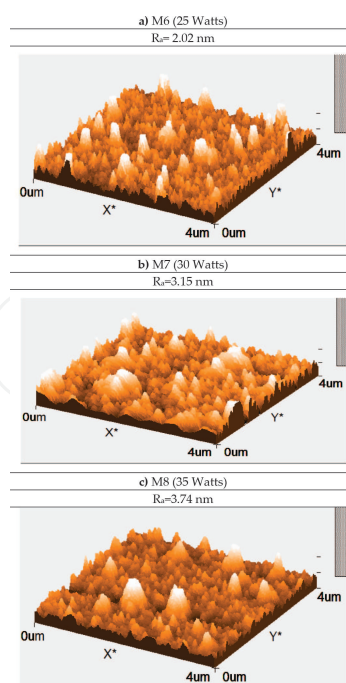 a) M6 (25 Watts)
Ra= 2.02 nm
0um
X*
4um
0um
Y*
4um
b) M7 (30 Watts)
Ra=3.15 nm
0um
X*
4um
0um
Y*
4um
c) M8 (35 Watts)
Ra=3.74 nm
0um
X*
4um
0um
Y*
4um